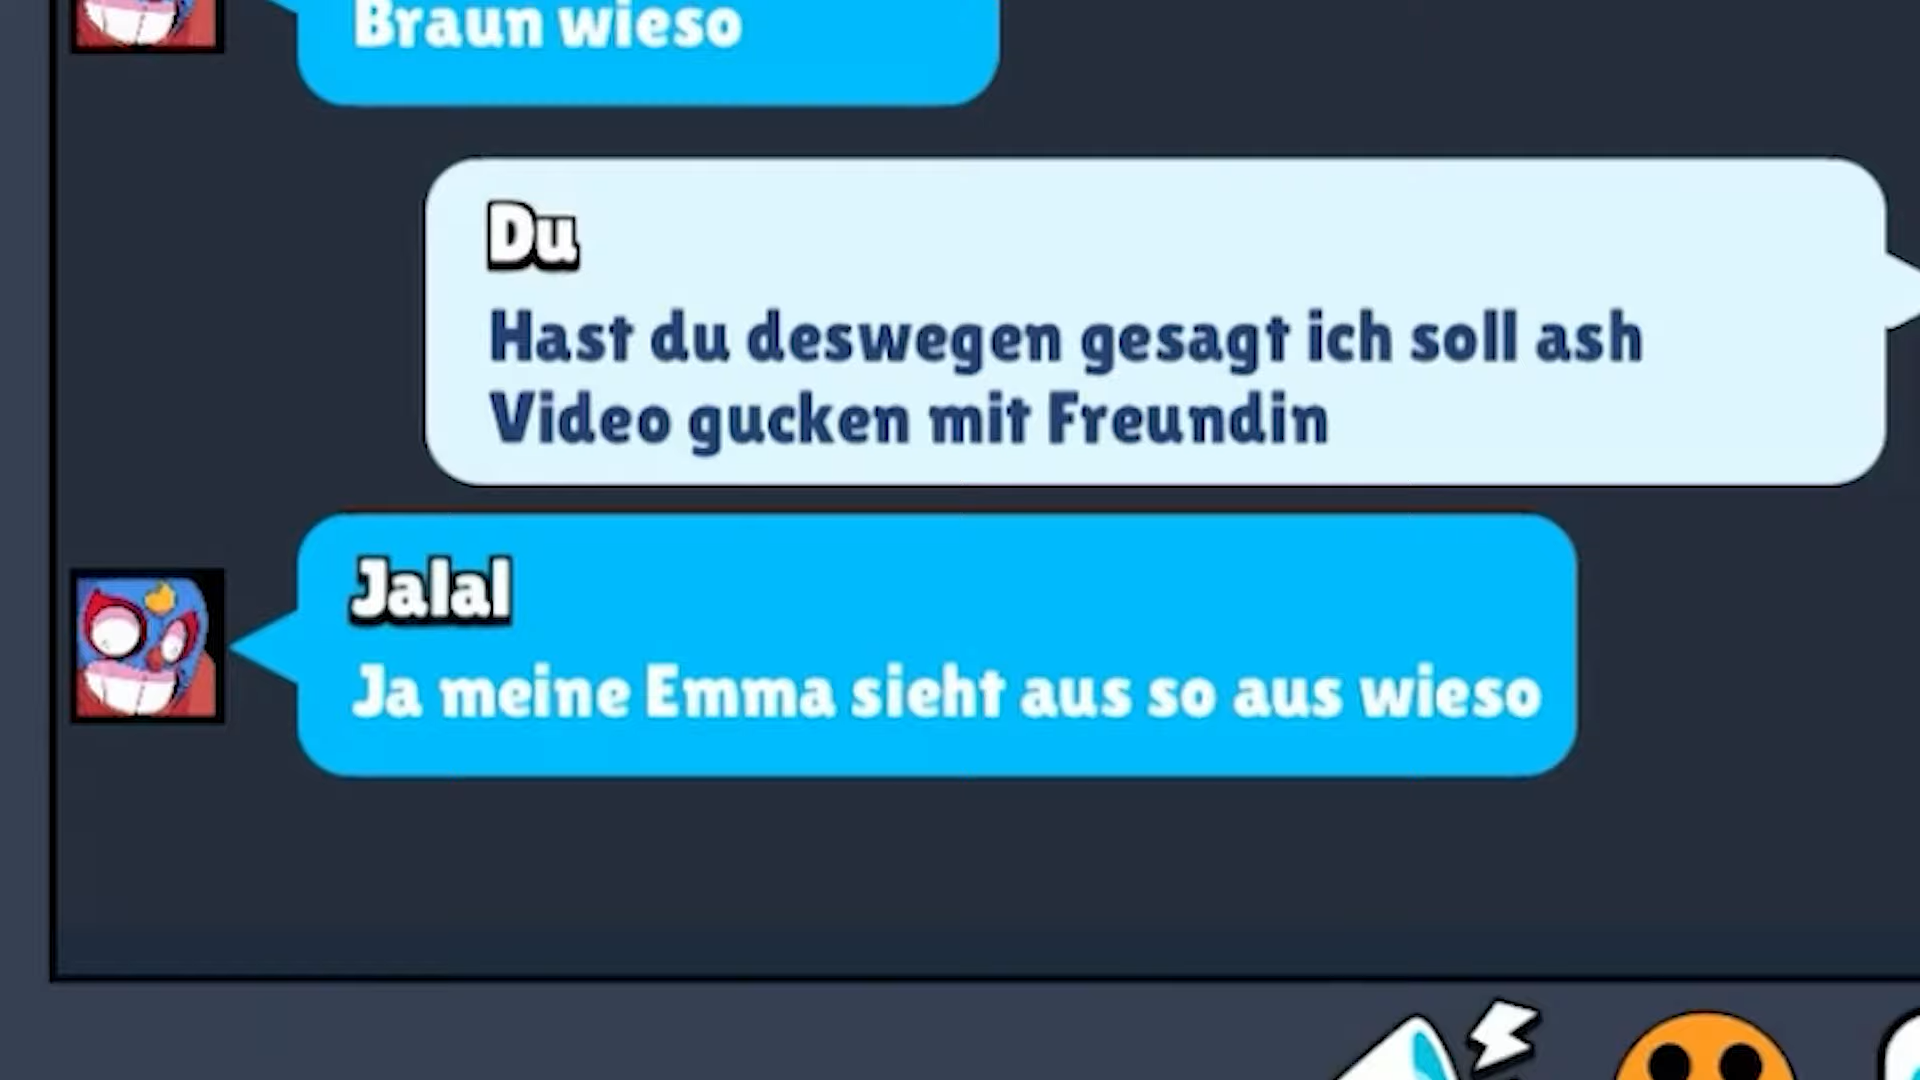 Braun wieso
Du
Hast du deswegen gesagt ich soll ash
Video gucken mit Freundin
Jalal
Ja meine Emma sieht aus so aus wieso